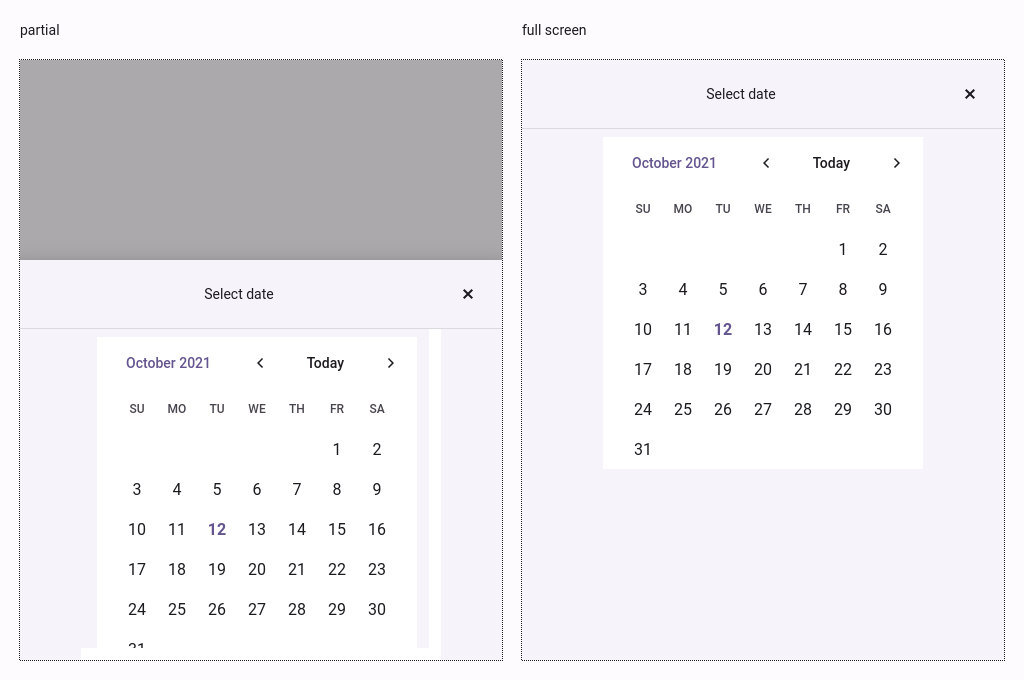 partial
Select date ×
October 2021 Today
SU MO TU WE TH FR SA
1 2
3 4 5 6 7 8 9
10 11 12 13 14 15 16
17 18 19 20 21 22 23
24 25 26 27 28 29 30
31
full screen
Select date ×
October 2021 Today
SU MO TU WE TH FR SA
1 2
3 4 5 6 7 8 9
10 11 12 13 14 15 16
17 18 19 20 21 22 23
24 25 26 27 28 29 30
31